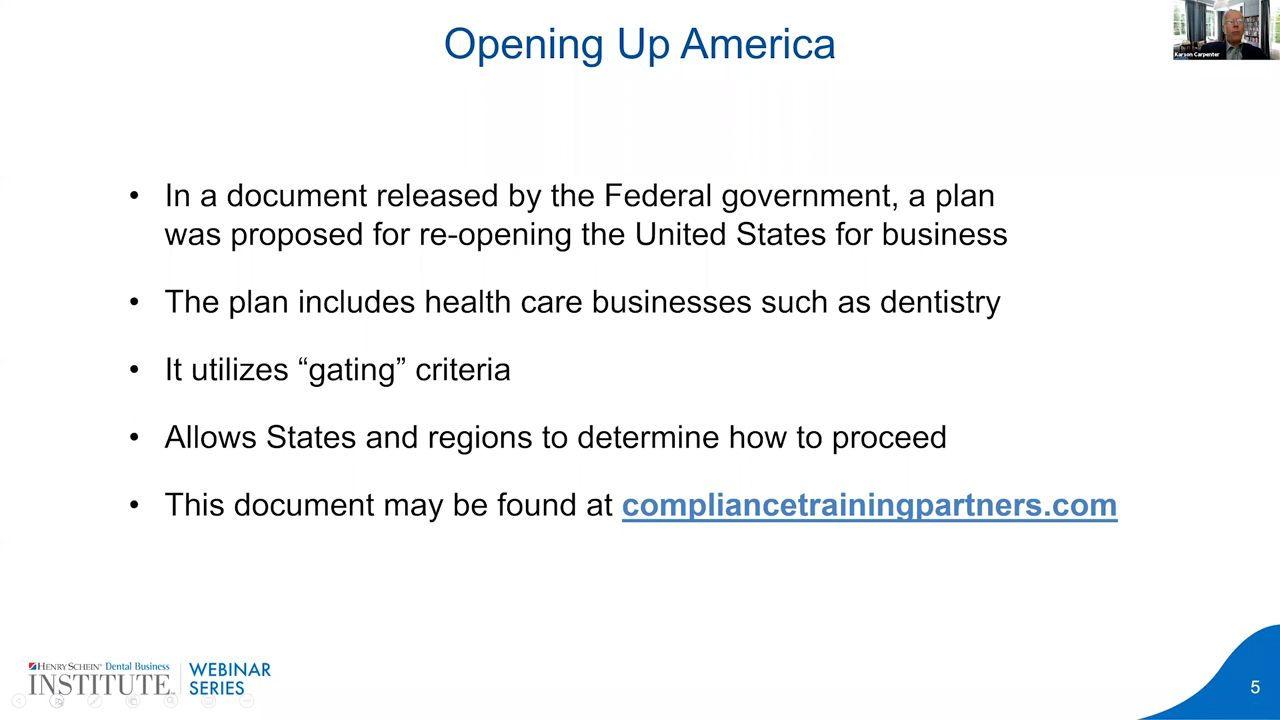 Opening Up America
Karson Carpenter
• In a document released by the Federal government, a plan
was proposed for re-opening the United States for business
• The plan includes health care businesses such as dentistry
• It utilizes “gating” criteria
• Allows States and regions to determine how to proceed
• This document may be found at compliancetrainingpartners.com
HENRY SCHEIN® Dental Business
INSTITUTE
WEBINAR
SERIES
5